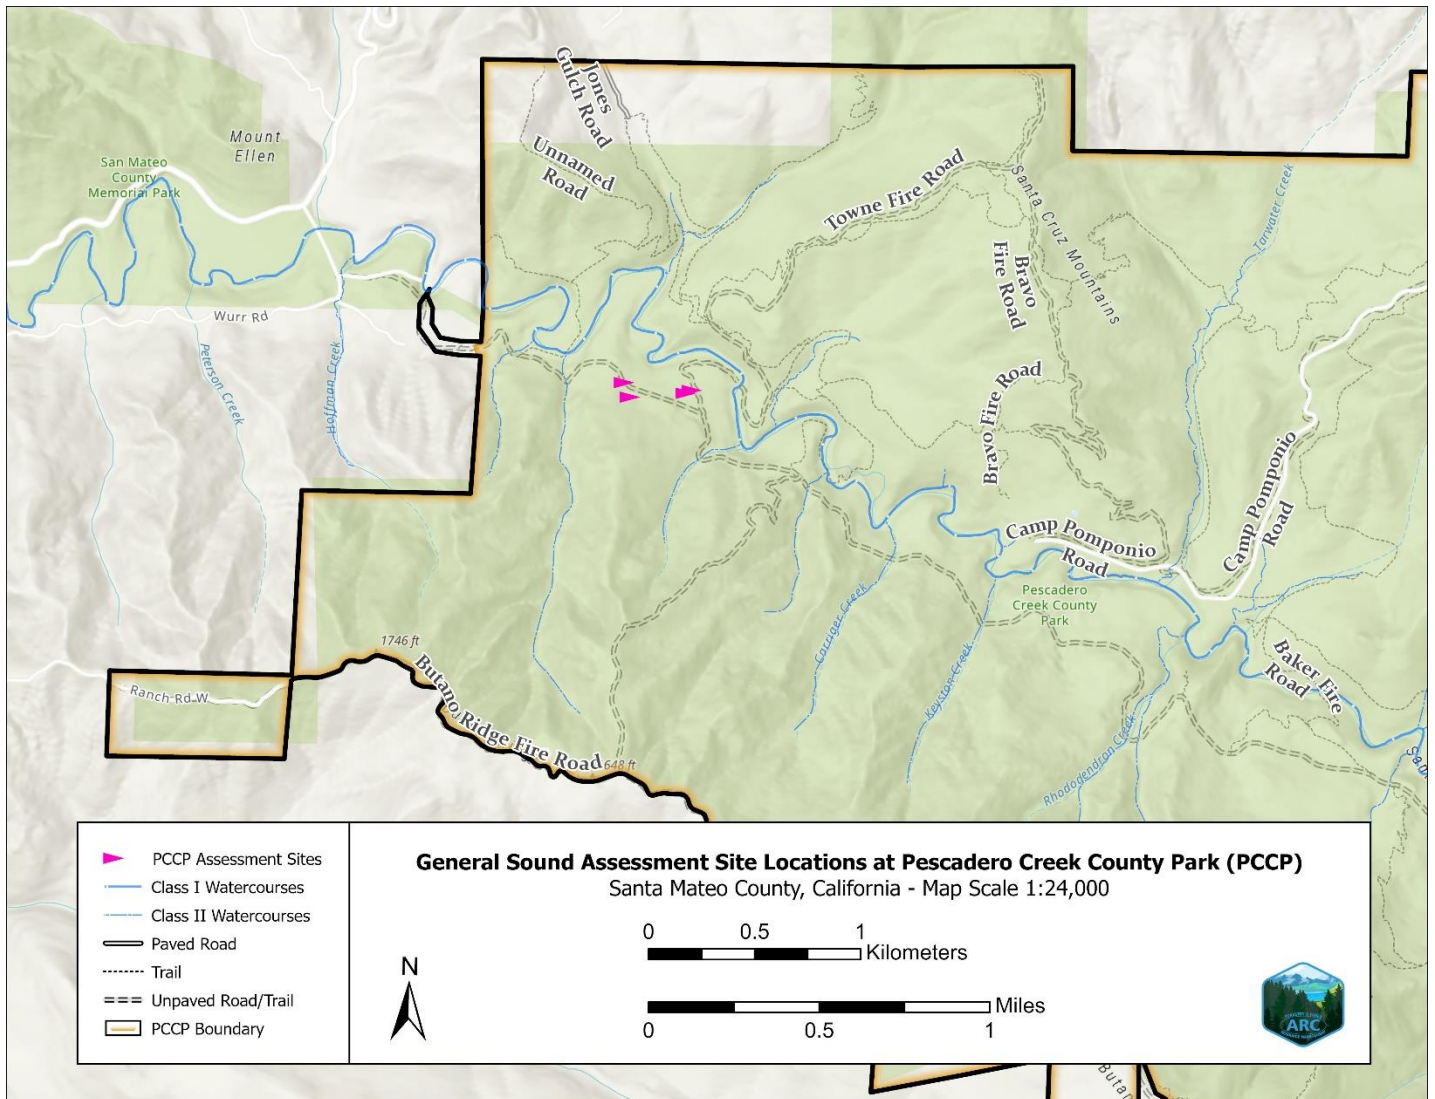 Jones
Gulch Road
Mount
Ellen
San Mateo
County
Memorial Park
Unnamed
Road
Towne Fire Road
Santa Cruz Mountains
Tarwater Creek
Bravo
Fire Road
Wurr Rd
Peterson Creek
Hoffman Creek
Bravo Fire Road
Camp Pomponio
Road
Camp Pomponio
Road
Pescadero
Creek County
Park
Carriger Creek
Keyston Creek
1746 ft
Ranch Rd W
Butano Ridge Fire Road
648 ft
Rhododendron Creek
Baker Fire
Road
PCCP Assessment Sites
Class I Watercourses
Class II Watercourses
Paved Road
Trail
Unpaved Road/Trail
PCCP Boundary
General Sound Assessment Site Locations at Pescadero Creek County Park (PCCP)
Santa Mateo County, California - Map Scale 1:24,000
0 0.5 1
Kilometers
Miles
0 0.5 1
N
ARC
Butan